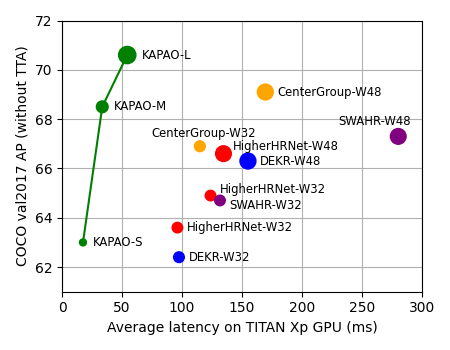 72
70
68
66
64
62
COCO val2017 AP (without TTA)
KAPAO-L
CenterGroup-W48
KAPAO-M
SWAHR-W48
CenterGroup-W32
HigherHRNet-W48
DEKR-W48
HigherHRNet-W32
SWAHR-W32
HigherHRNet-W32
KAPAO-S
DEKR-W32
0 50 100 150 200 250 300
Average latency on TITAN Xp GPU (ms)